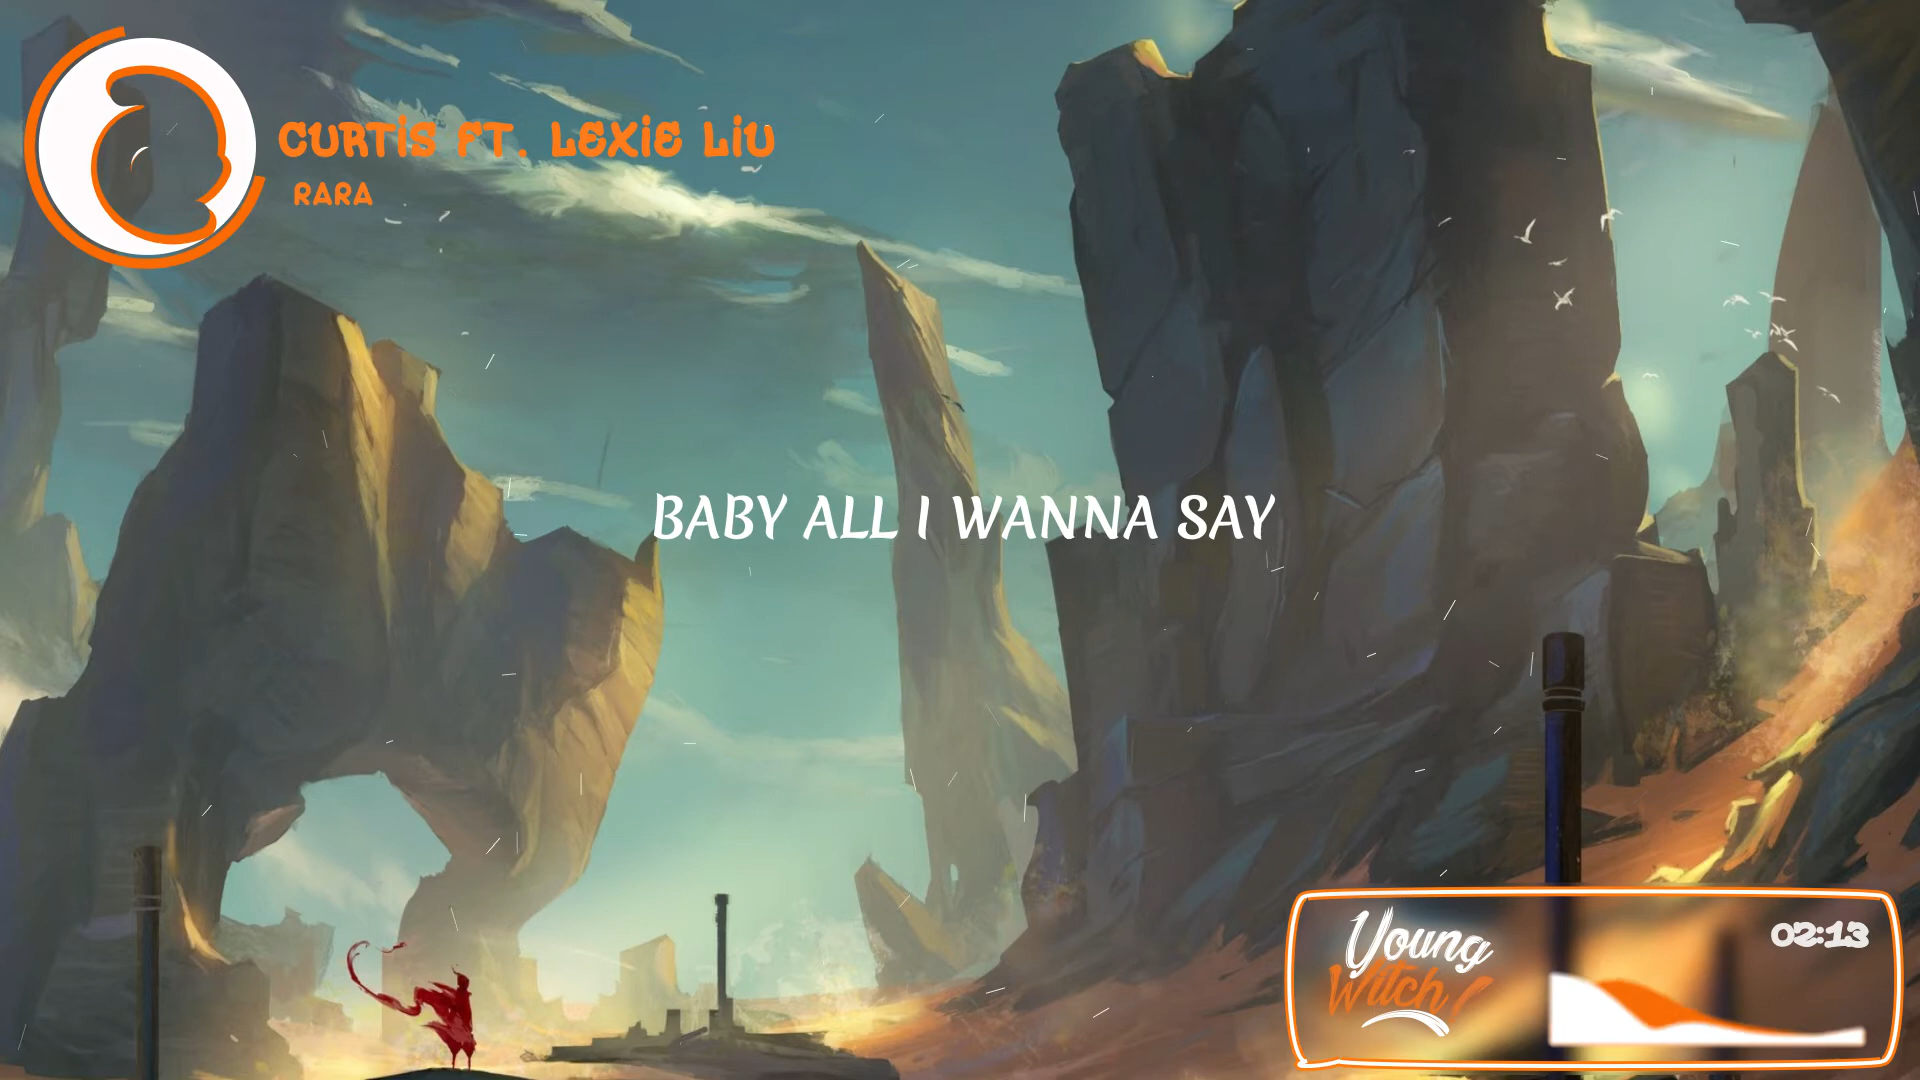 CURTIS FT. LEXIE LIU
RARA
BABY ALL I WANNA SAY
Young
Witch
02:13